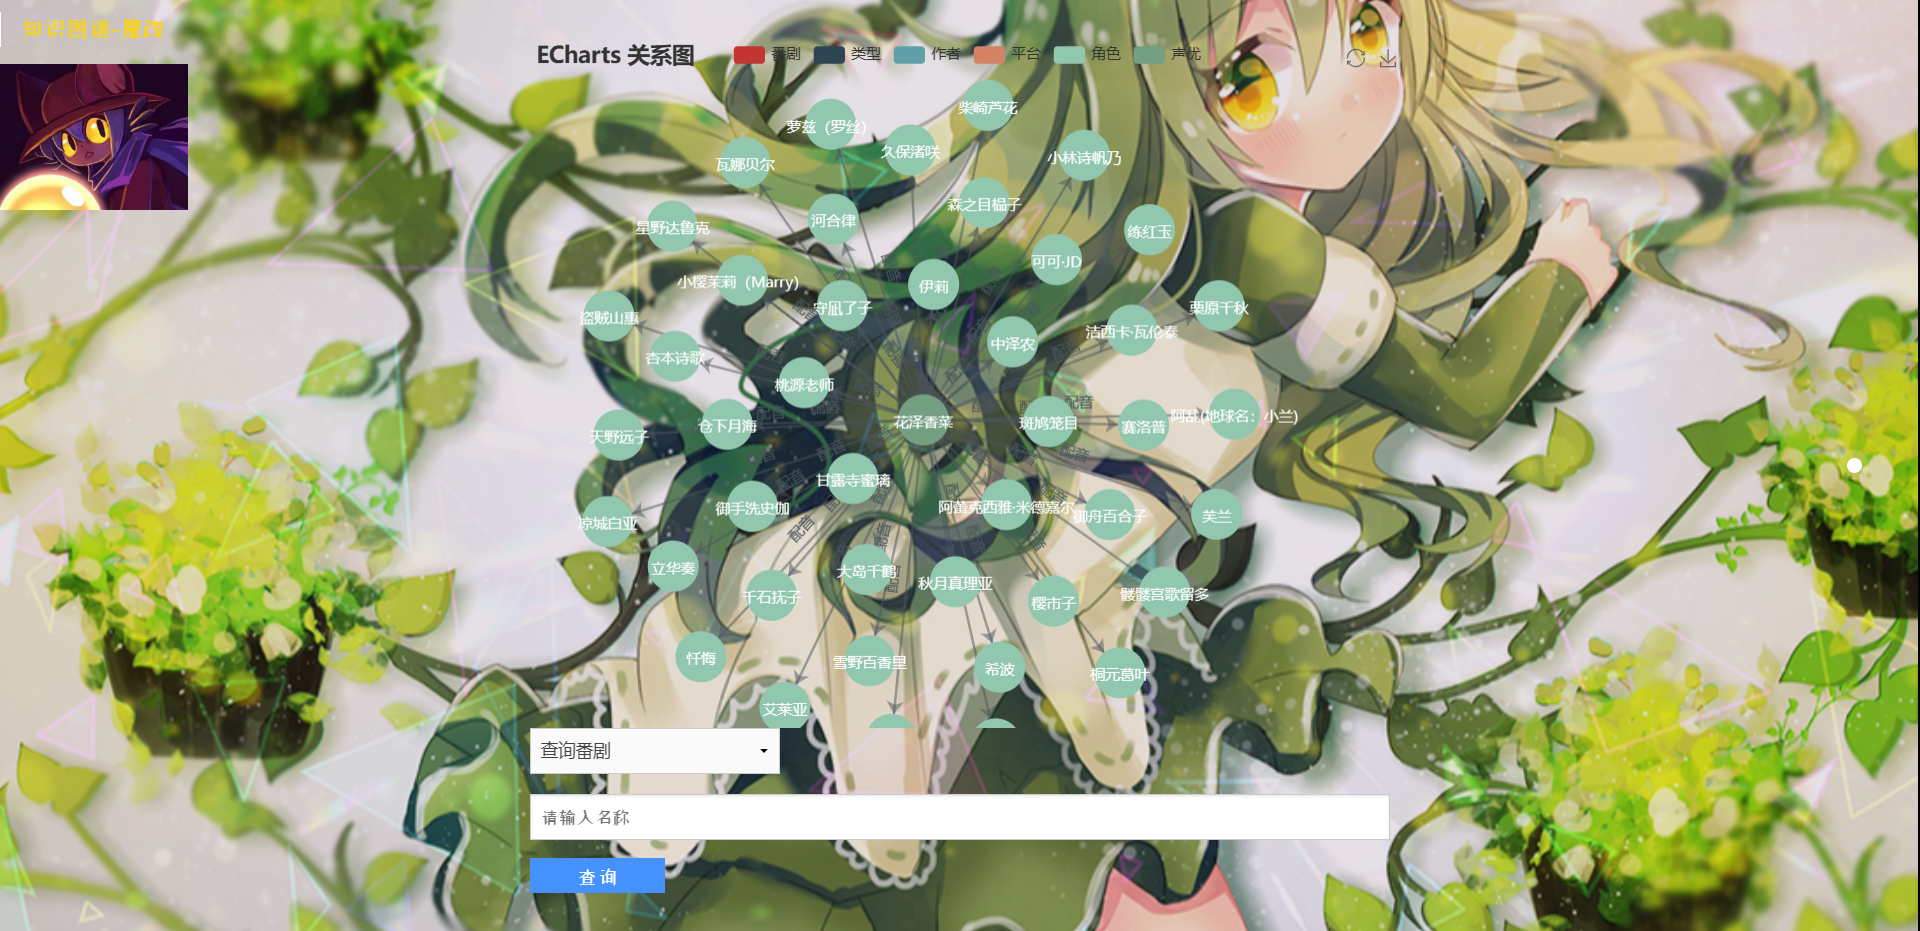 知识图谱-魔改
ECharts 关系图
番剧 类型 作者 平台 角色 声优
柴崎芦花
萝兹（罗丝）
久保渚咲
小林诗帆乃
瓦娜贝尔
森之目榅子
河合律
星野达鲁克
练红玉
可可·JD
小樱茉莉（Marry）
伊莉
守凪了子
栗原千秋
盗贼山惠
洁西卡·瓦伦泰
中泽农
杏本诗歌
桃源老师
配音
阿乱(地球名：小兰)
花泽香菜
斑鸠笼目
赛洛普
仓下月海
天野远子
甘露寺蜜璃
御手洗史伽
阿黄克西雅·米德嘉尔
御舟百合子
芙兰
凉城白亚
配音
立华奏
大岛千鹤
秋月真理亚
髅髅宫歌留多
千石抚子
樱市子
忏悔
雪野百香里
希波
桐元葛叶
艾莱亚
查询番剧
请输入名称
查询